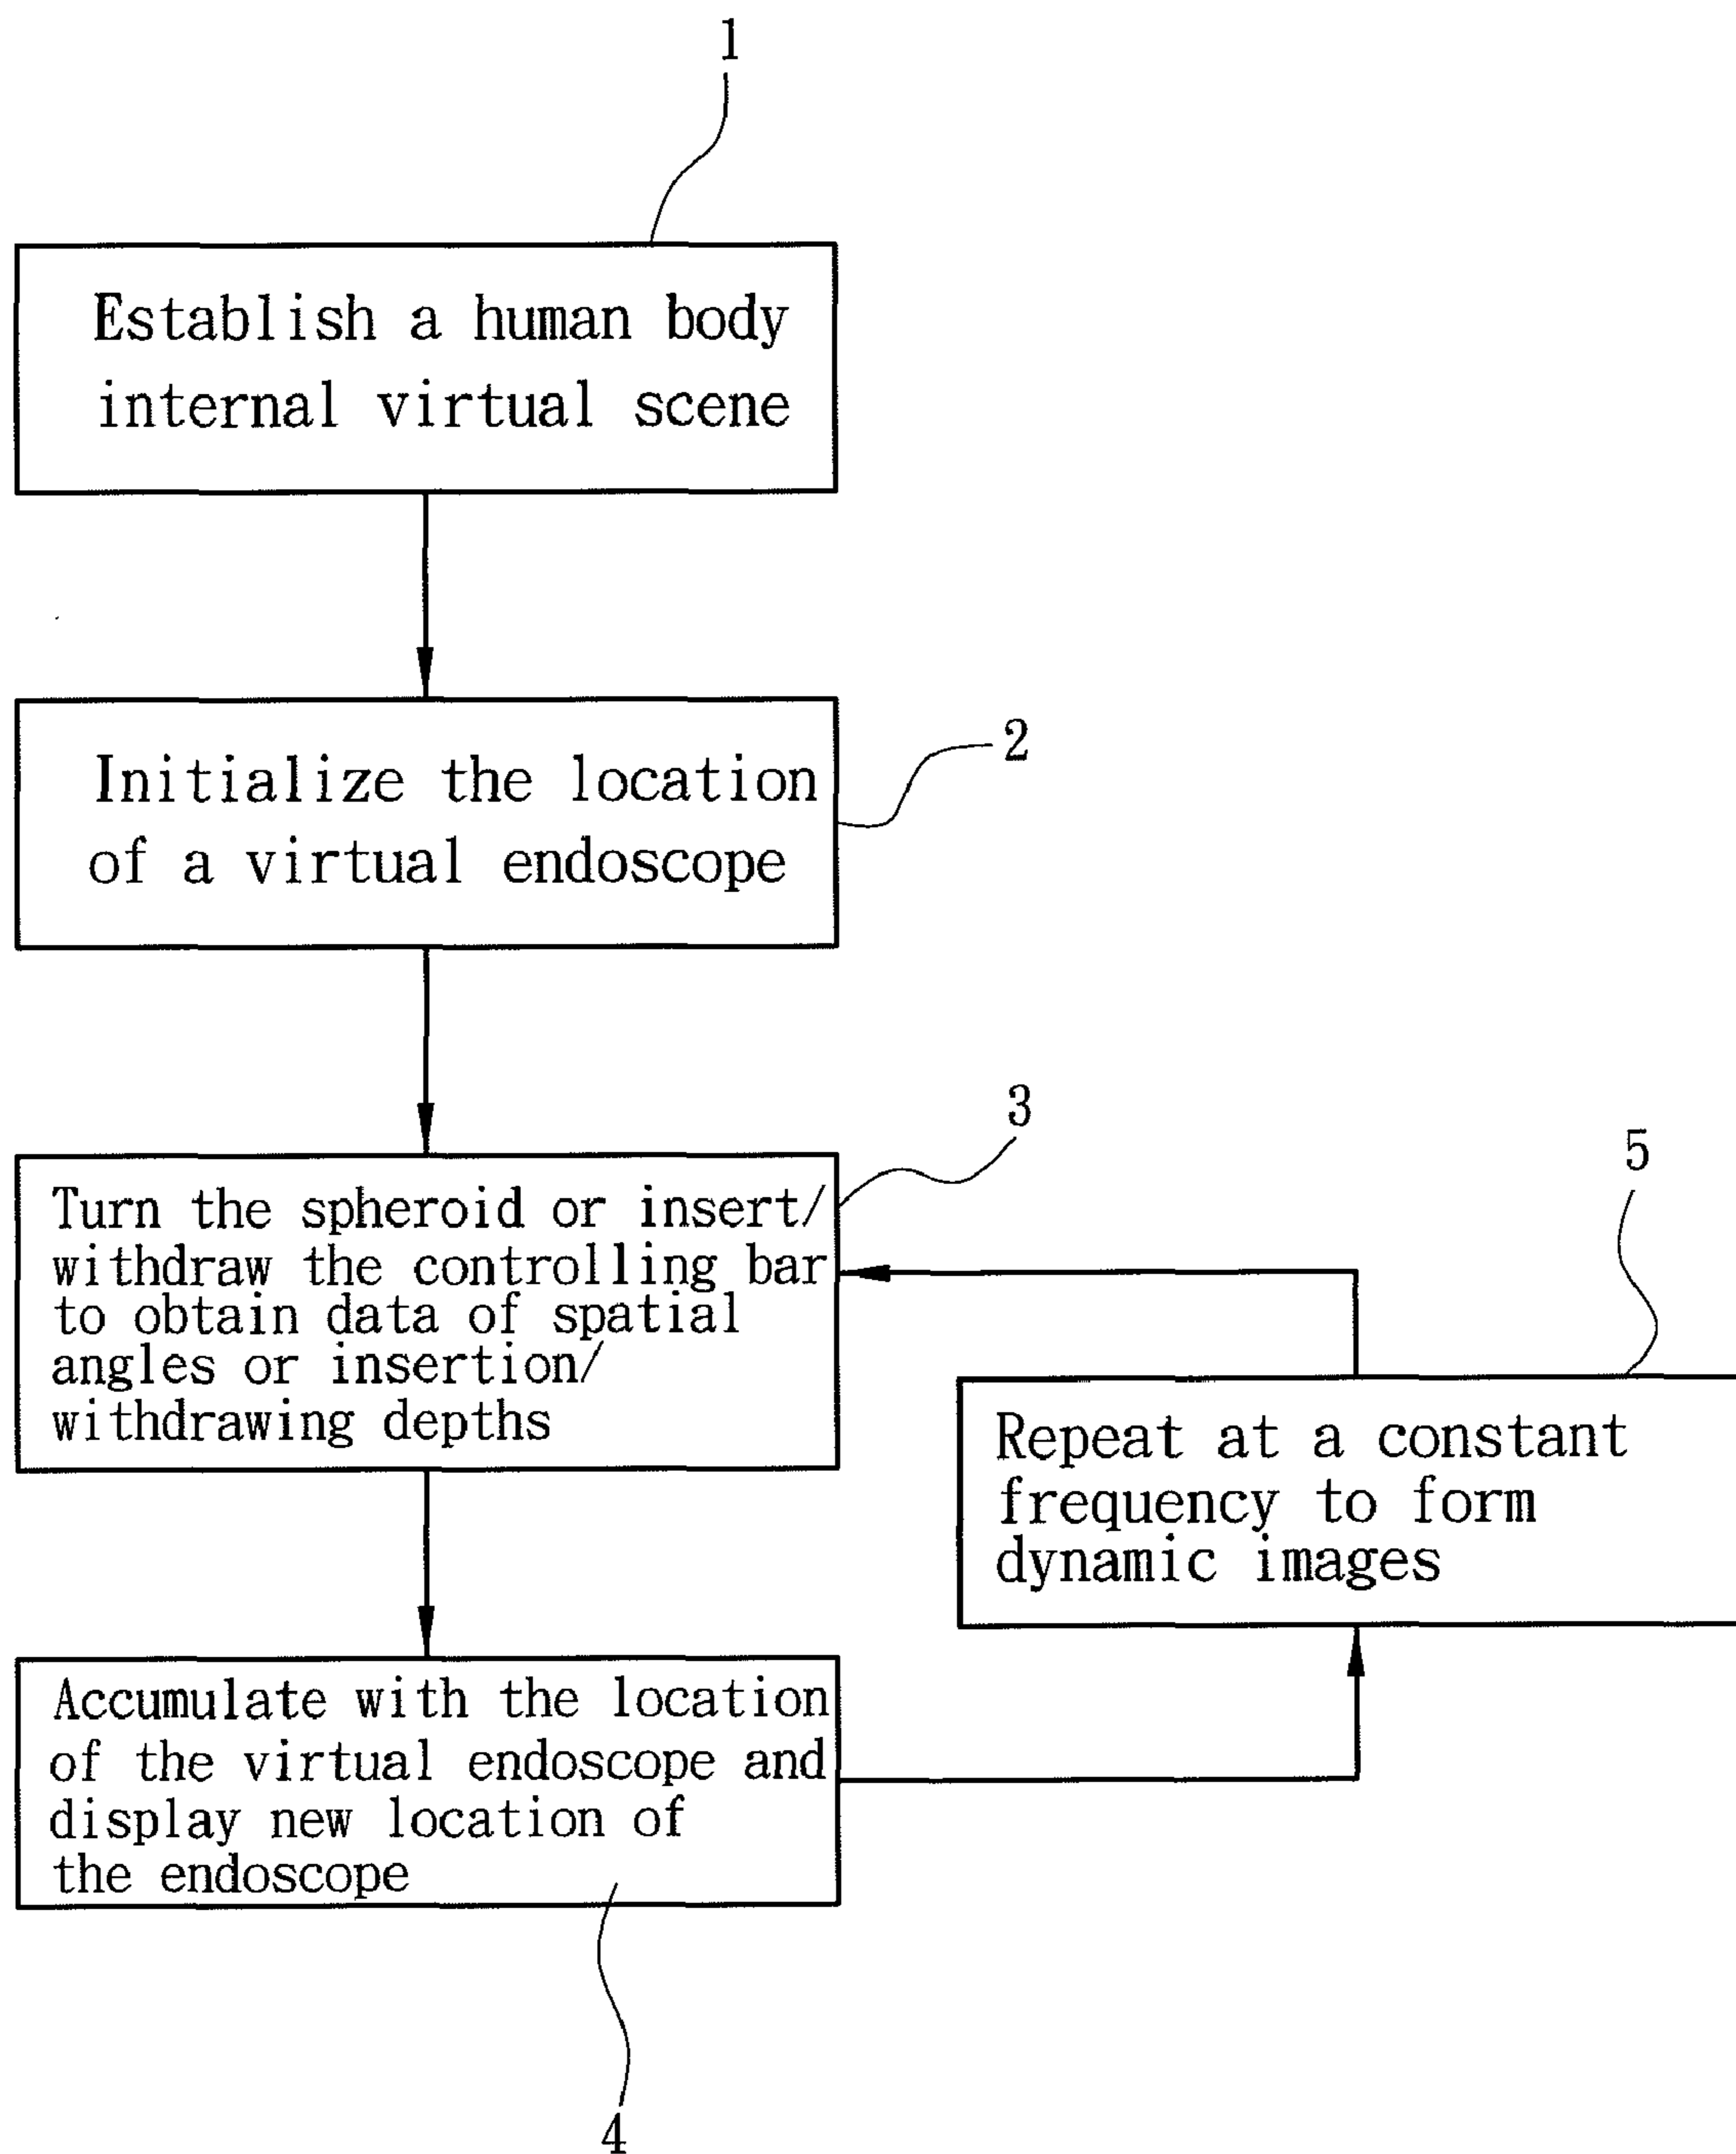 1
Establish a human body
internal virtual scene
2
Initialize the location
of a virtual endoscope
3
Turn the spheroid or insert/
withdraw the controlling bar
to obtain data of spatial
angles or insertion/
withdrawing depths
5
Repeat at a constant
frequency to form
dynamic images
Accumulate with the location
of the virtual endoscope and
display new location of
the endoscope
4